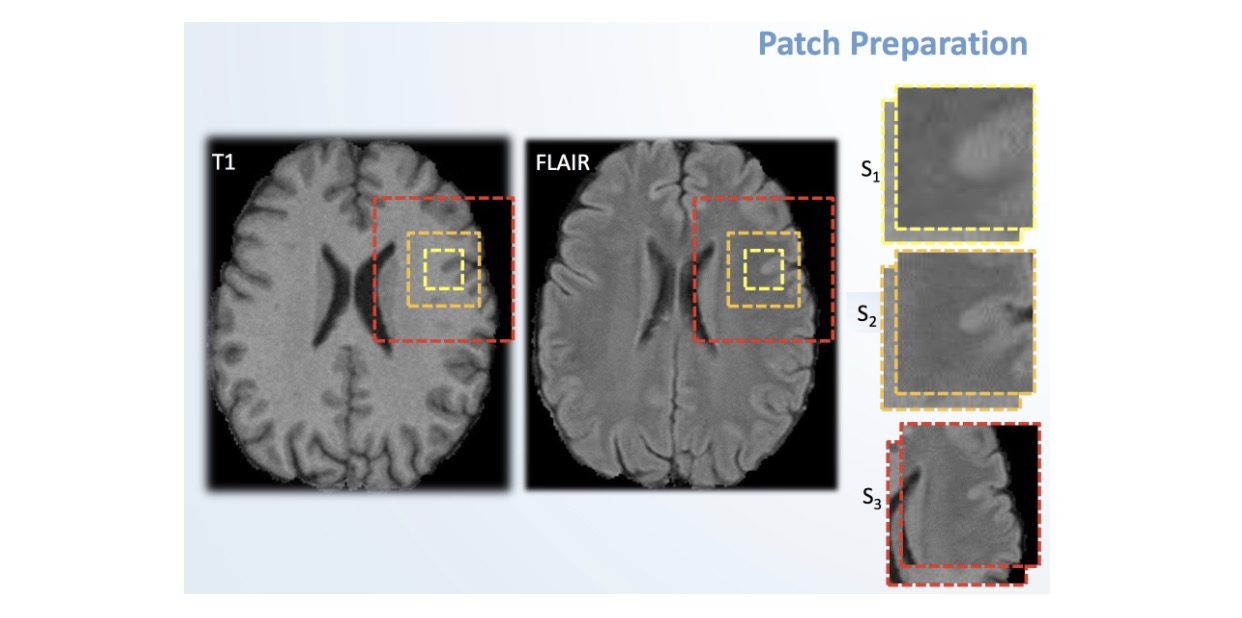 Patch Preparation
T1
FLAIR
S₁
S₂
S₃